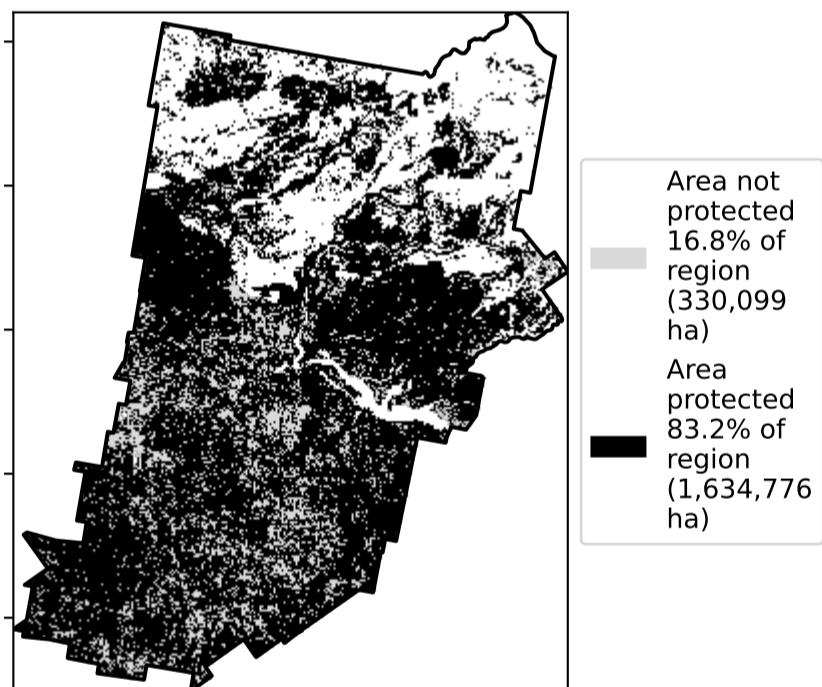 Area not
protected
16.8% of
region
(330,099
ha)
Area
protected
83.2% of
region
(1,634,776
ha)